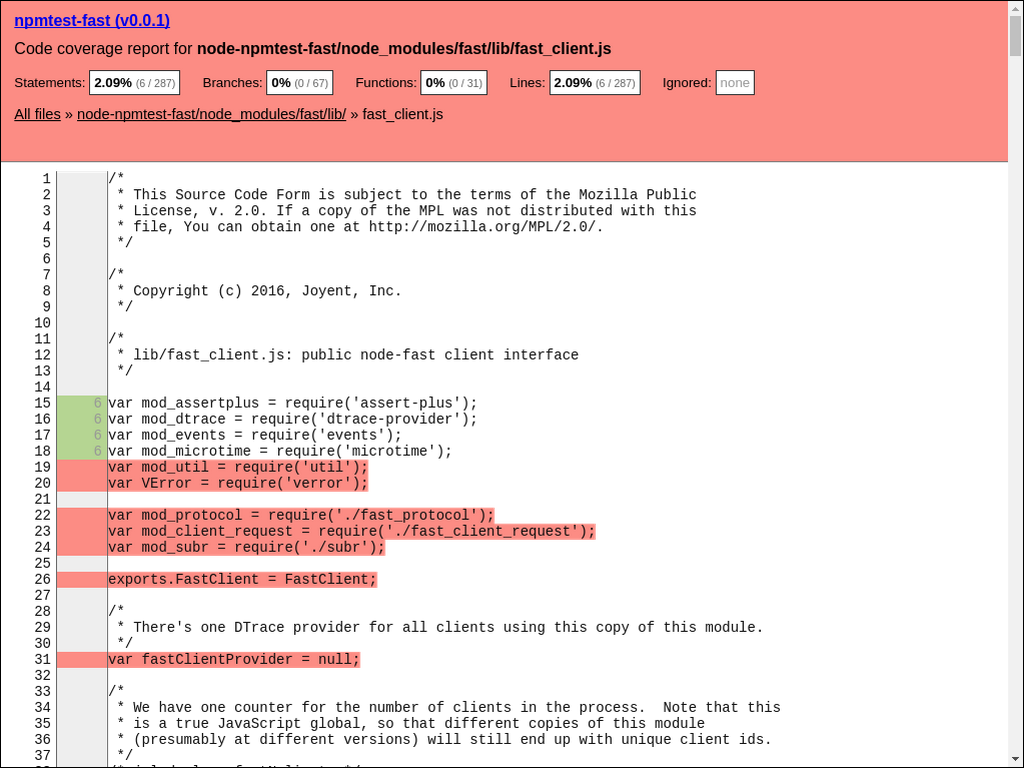 npmtest-fast (v0.0.1)
Code coverage report for node-npmtest-fast/node_modules/fast/lib/fast_client.js
Statements: 2.09% (6 / 287) Branches: 0% (0 / 67) Functions: 0% (0 / 31) Lines: 2.09% (6 / 287) Ignored: none
All files » node-npmtest-fast/node_modules/fast/lib/ » fast_client.js
1 /*
2 * This Source Code Form is subject to the terms of the Mozilla Public
3 * License, v. 2.0. If a copy of the MPL was not distributed with this
4 * file, You can obtain one at http://mozilla.org/MPL/2.0/.
5 */
6
7 /*
8 * Copyright (c) 2016, Joyent, Inc.
9 */
10
11 /*
12 * lib/fast_client.js: public node-fast client interface
13 */
14
15 6 var mod_assertplus = require('assert-plus');
16 6 var mod_dtrace = require('dtrace-provider');
17 6 var mod_events = require('events');
18 6 var mod_microtime = require('microtime');
19 var mod_util = require('util');
20 var VError = require('verror');
21
22 var mod_protocol = require('./fast_protocol');
23 var mod_client_request = require('./fast_client_request');
24 var mod_subr = require('./subr');
25
26 exports.FastClient = FastClient;
27
28 /*
29 * There's one DTrace provider for all clients using this copy of this module.
30 */
31 var fastClientProvider = null;
32
33 /*
34 * We have one counter for the number of clients in the process.  Note that this
35 * is a true JavaScript global, so that different copies of this module
36 * (presumably at different versions) will still end up with unique client ids.
37 */